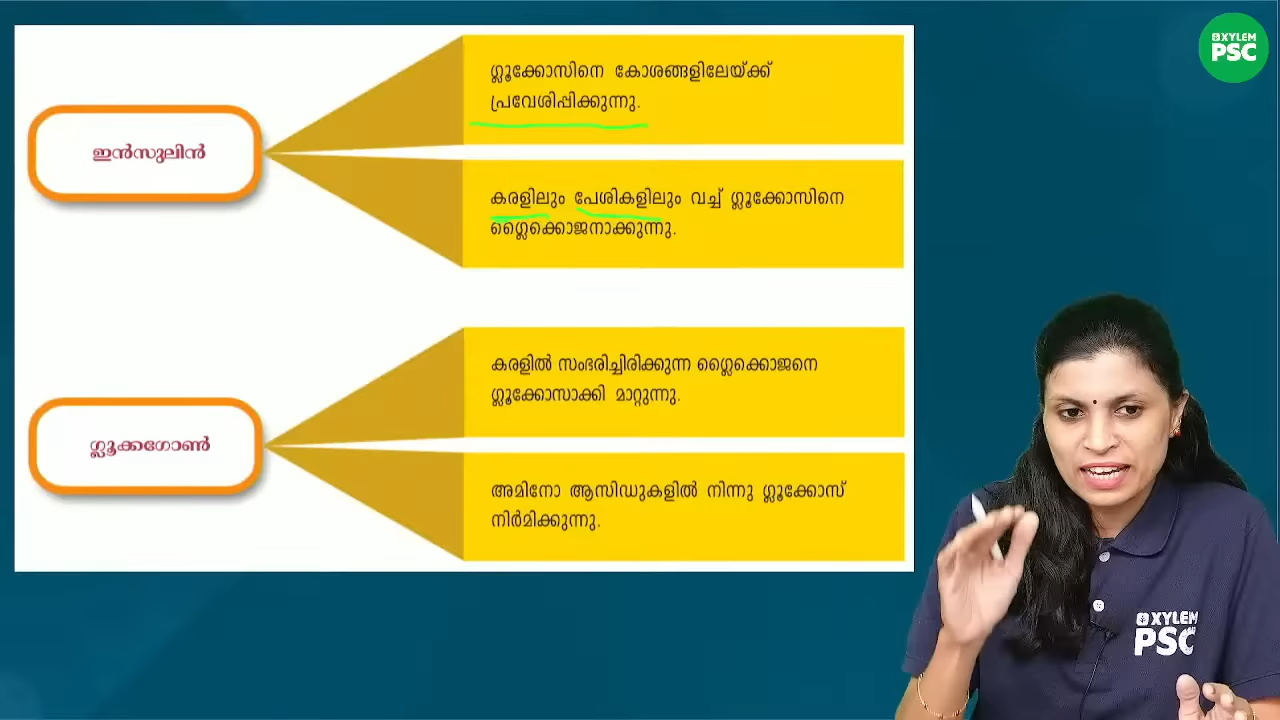 XYLEM
PSC
ഇൻസുലിൻ
ഗ്ലൂക്കോസിനെ കോശങ്ങളിലേയ്ക്ക്
പ്രവേശിപ്പിക്കുന്നു.
കരളിലും പേശികളിലും വച്ച് ഗ്ലൂക്കോസിനെ
ഗ്ലൈക്കൊജനാക്കുന്നു.
ഗ്ലൂക്കഗോൺ
കരളിൽ സംഭരിച്ചിരിക്കുന്ന ഗ്ലൈക്കൊജനെ
ഗ്ലൂക്കോസാക്കി മാറ്റുന്നു.
അമിനോ ആസിഡുകളിൽ നിന്നു ഗ്ലൂക്കോസ്
നിർമിക്കുന്നു.
XYLEM
PSC